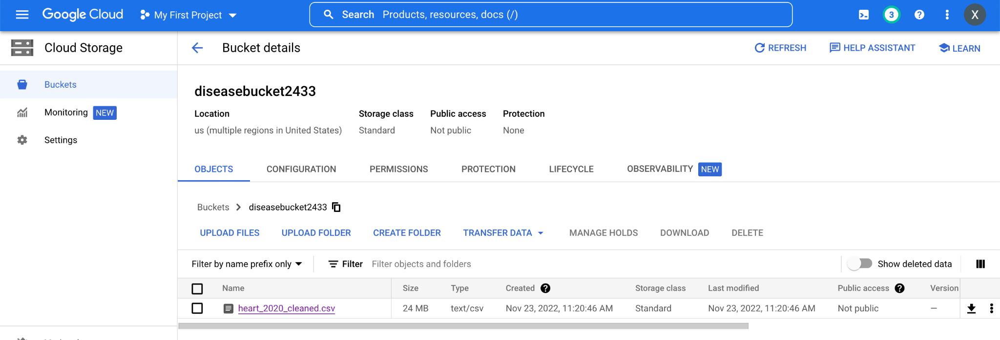 Google Cloud My First Project Search Products, resources, docs (/) 3 X
Cloud Storage
Bucket details REFRESH HELP ASSISTANT LEARN
Buckets
Monitoring NEW
Settings
diseasebucket2433
Location Storage class Public access Protection
us (multiple regions in United States) Standard Not public None
OBJECTS CONFIGURATION PERMISSIONS PROTECTION LIFECYCLE OBSERVABILITY NEW
Buckets > diseasebucket2433
UPLOAD FILES UPLOAD FOLDER CREATE FOLDER TRANSFER DATA MANAGE HOLDS DOWNLOAD DELETE
Filter by name prefix only Filter Filter objects and folders Show deleted data
Name Size Type Created Storage class Last modified Public access Version
heart_2020_cleaned.csv 24 MB text/csv Nov 23, 2022, 11:20:46 AM Standard Nov 23, 2022, 11:20:46 AM Not public —